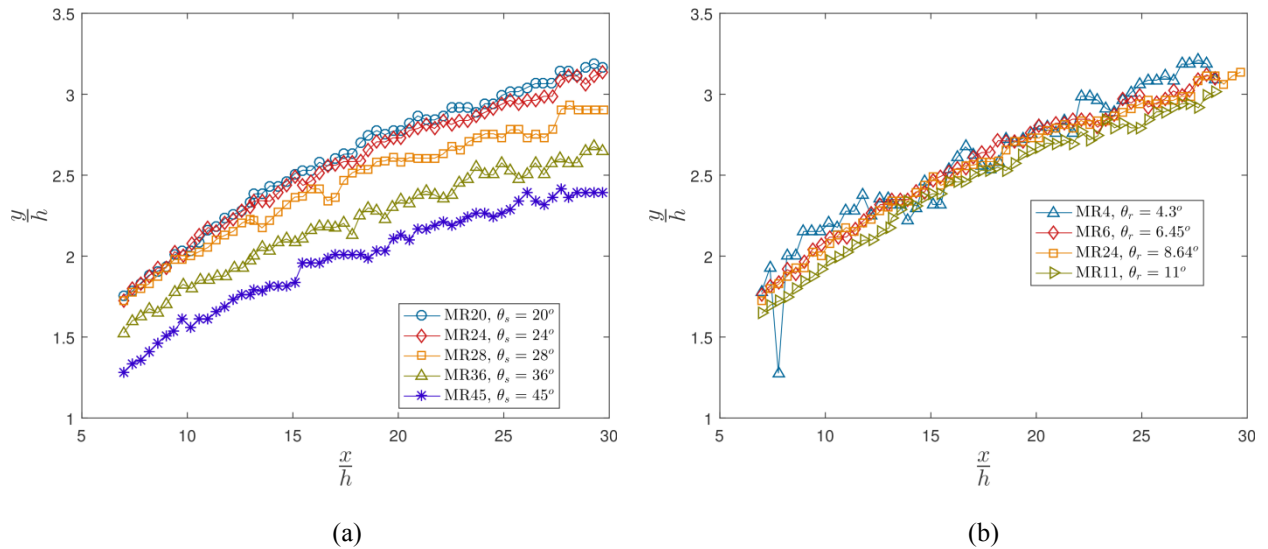 3.5
3
2.5
2
1.5
1
y/h
5 10 15 20 25 30
x/h
MR20, θs = 20°
MR24, θs = 24°
MR28, θs = 28°
MR36, θs = 36°
MR45, θs = 45°
(a)
3.5
3
2.5
2
1.5
1
y/h
5 10 15 20 25 30
x/h
MR4, θr = 4.3°
MR6, θr = 6.45°
MR24, θr = 8.64°
MR11, θr = 11°
(b)